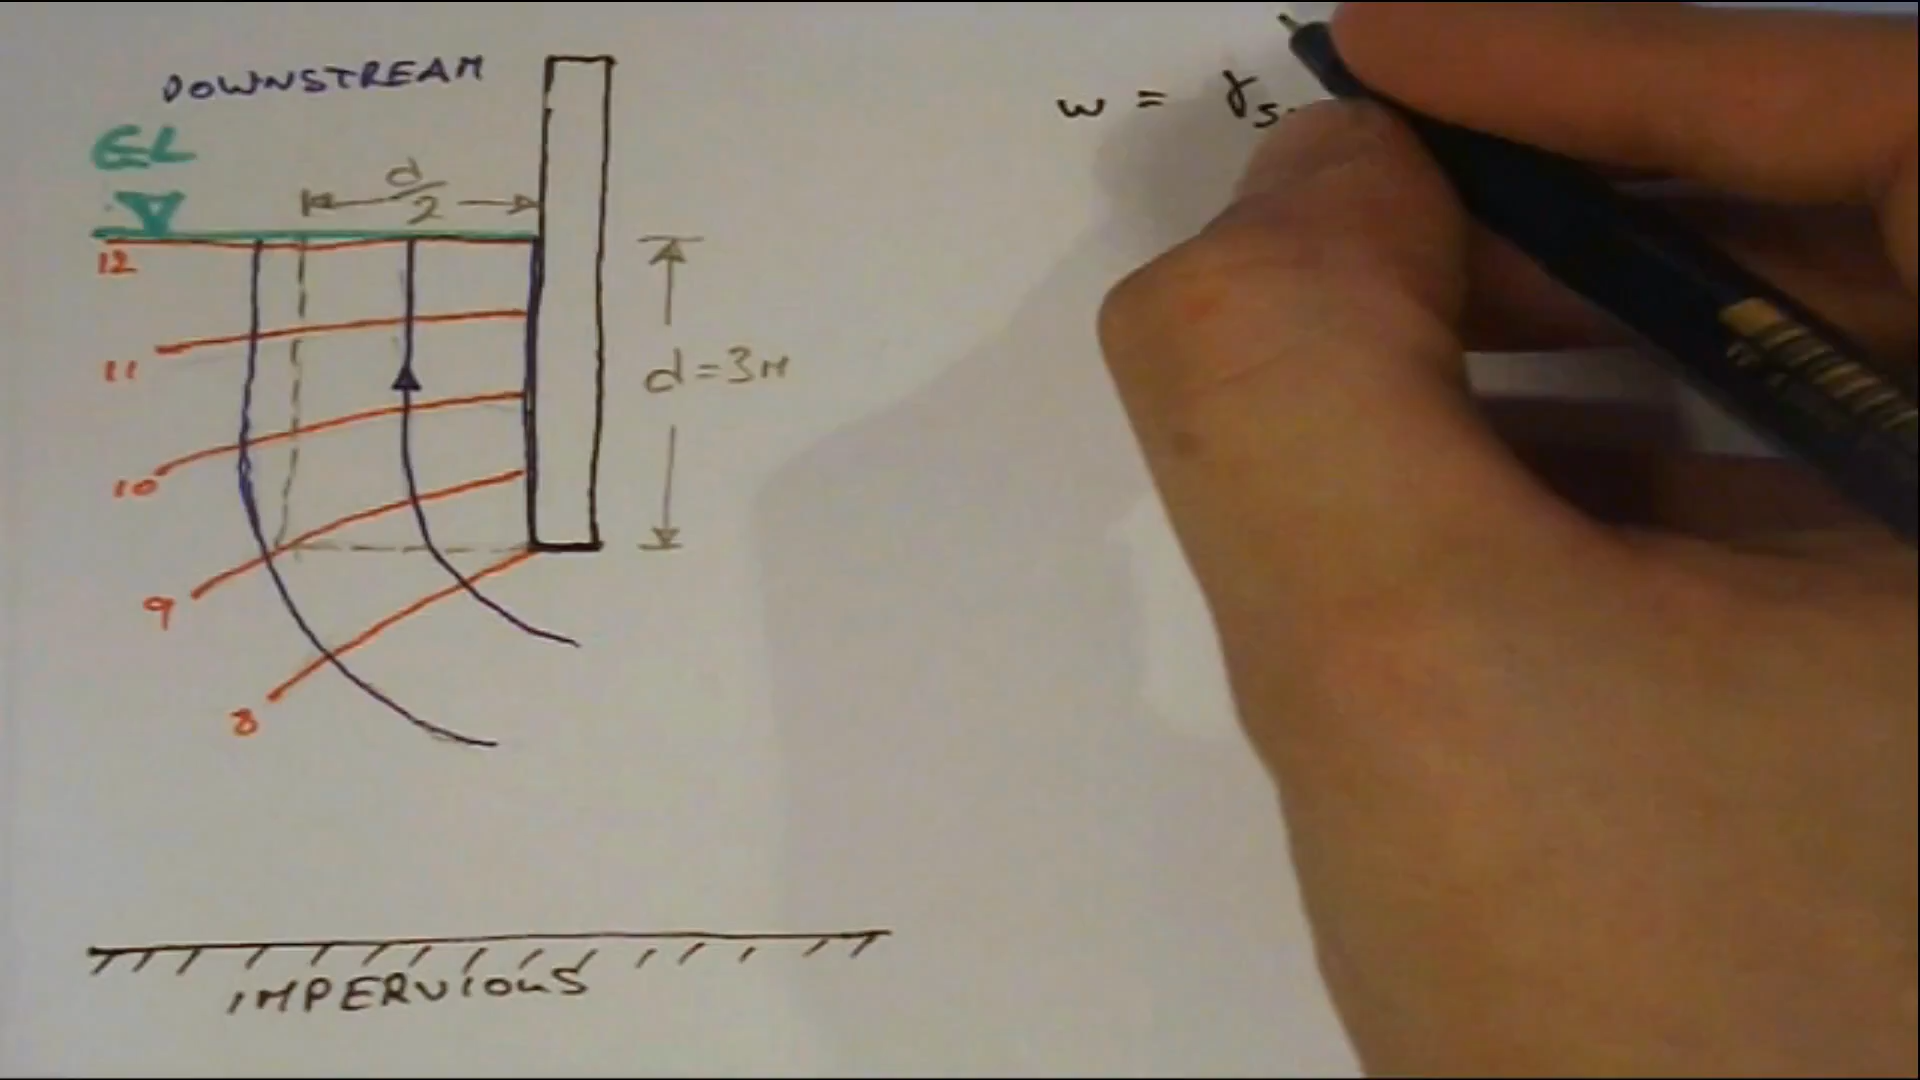 DOWNSTREAM
w = γs
GL
d/2
12
11
d=3M
10
9
8
IMPERVIOUS